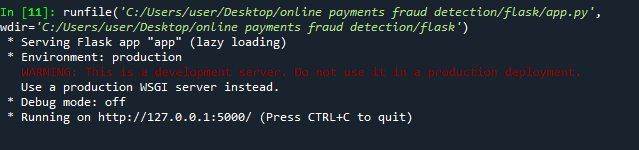 In [11]: runfile('C:/Users/user/Desktop/online payments fraud detection/flask/app.py',
wdir='C:/Users/user/Desktop/online payments fraud detection/flask')
* Serving Flask app "app" (lazy loading)
* Environment: production
WARNING: This is a development server. Do not use it in a production deployment.
Use a production WSGI server instead.
* Debug mode: off
* Running on http://127.0.0.1:5000/ (Press CTRL+C to quit)